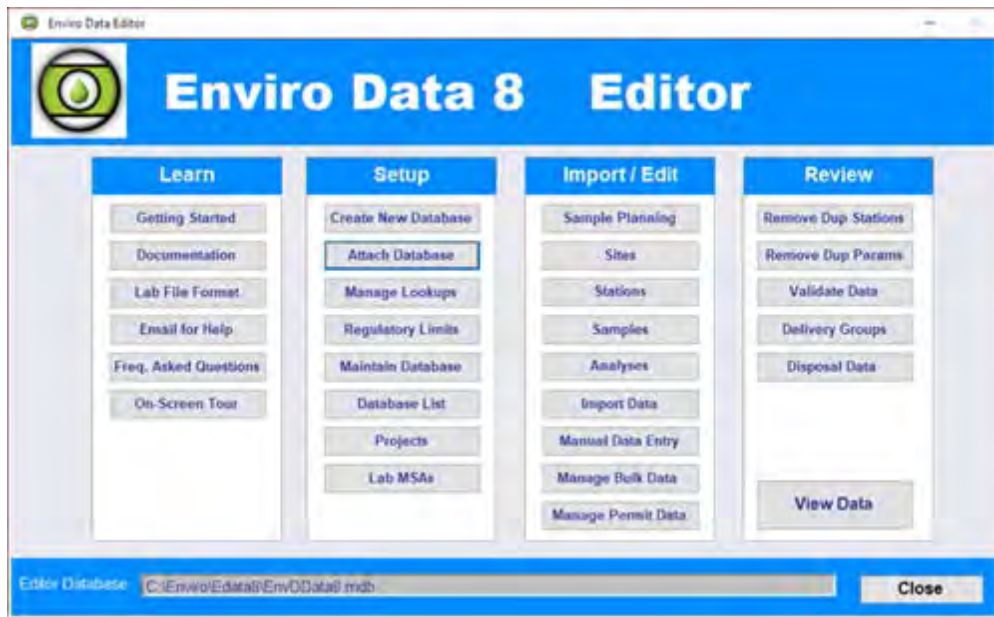 Enviro Data Editor
Enviro Data 8 Editor
Learn
Getting Started
Documentation
Lab File Format
Email for Help
Freq. Asked Questions
On-Screen Tour
Setup
Create New Database
Attach Database
Manage Lookups
Regulatory Limits
Maintain Database
Database List
Projects
Lab MSAs
Import / Edit
Sample Planning
Sites
Stations
Samples
Analyses
Import Data
Manual Data Entry
Manage Bulk Data
Manage Permit Data
Review
Remove Dup Stations
Remove Dup Params
Validate Data
Delivery Groups
Disposal Data
View Data
Editor Database
Close